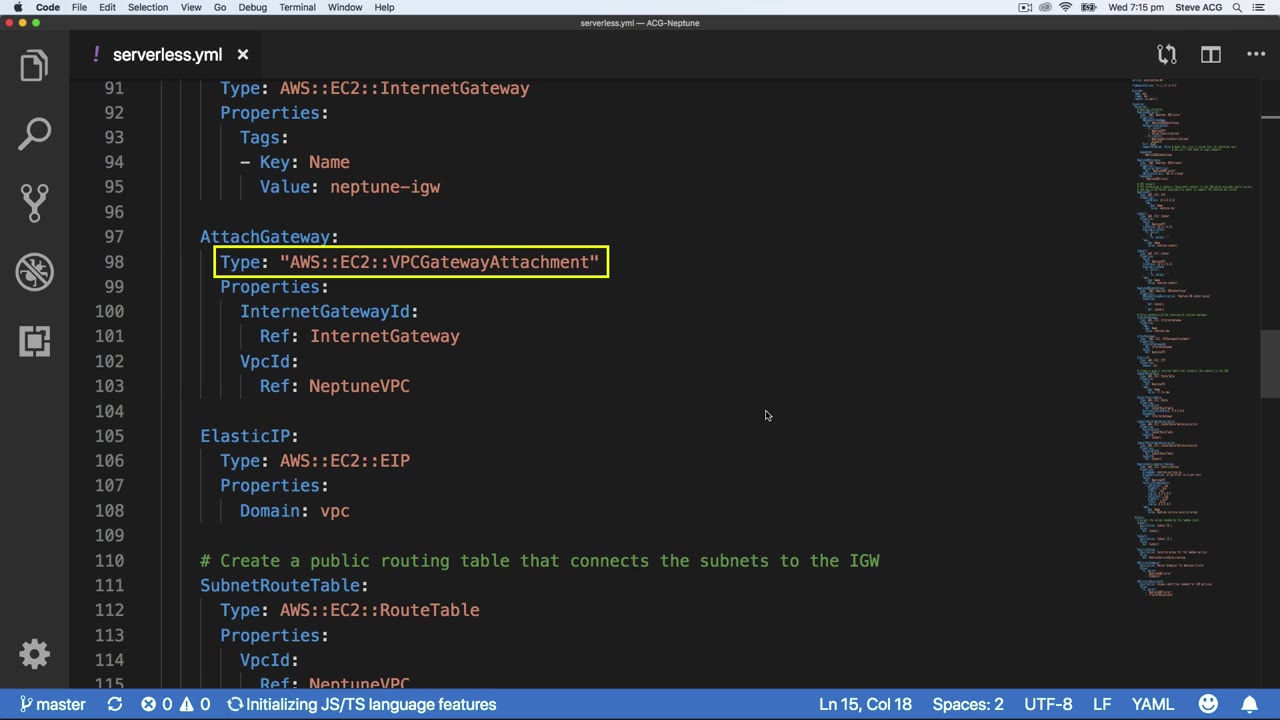 Code File Edit Selection View Go Debug Terminal Window Help Wed 7:15 pm Steve ACG
serverless.yml — ACG-Neptune
! serverless.yml ×
91 Type: AWS::EC2::InternetGateway
92 Properties:
93 Tags:
94 - Key: Name
95 Value: neptune-igw
96
97 AttachGateway:
98 Type: "AWS::EC2::VPCGatewayAttachment"
99 Properties:
100 InternetGatewayId:
101 Ref: InternetGateway
102 VpcId:
103 Ref: NeptuneVPC
104
105 ElasticIP:
106 Type: AWS::EC2::EIP
107 Properties:
108 Domain: vpc
109
110 # Create a public routing table than connects the subnets to the IGW
111 SubnetRouteTable:
112 Type: AWS::EC2::RouteTable
113 Properties:
114 VpcId:
115 Ref: NeptuneVPC
master 0 0 Initializing JS/TS language features Ln 15, Col 18 Spaces: 2 UTF-8 LF YAML